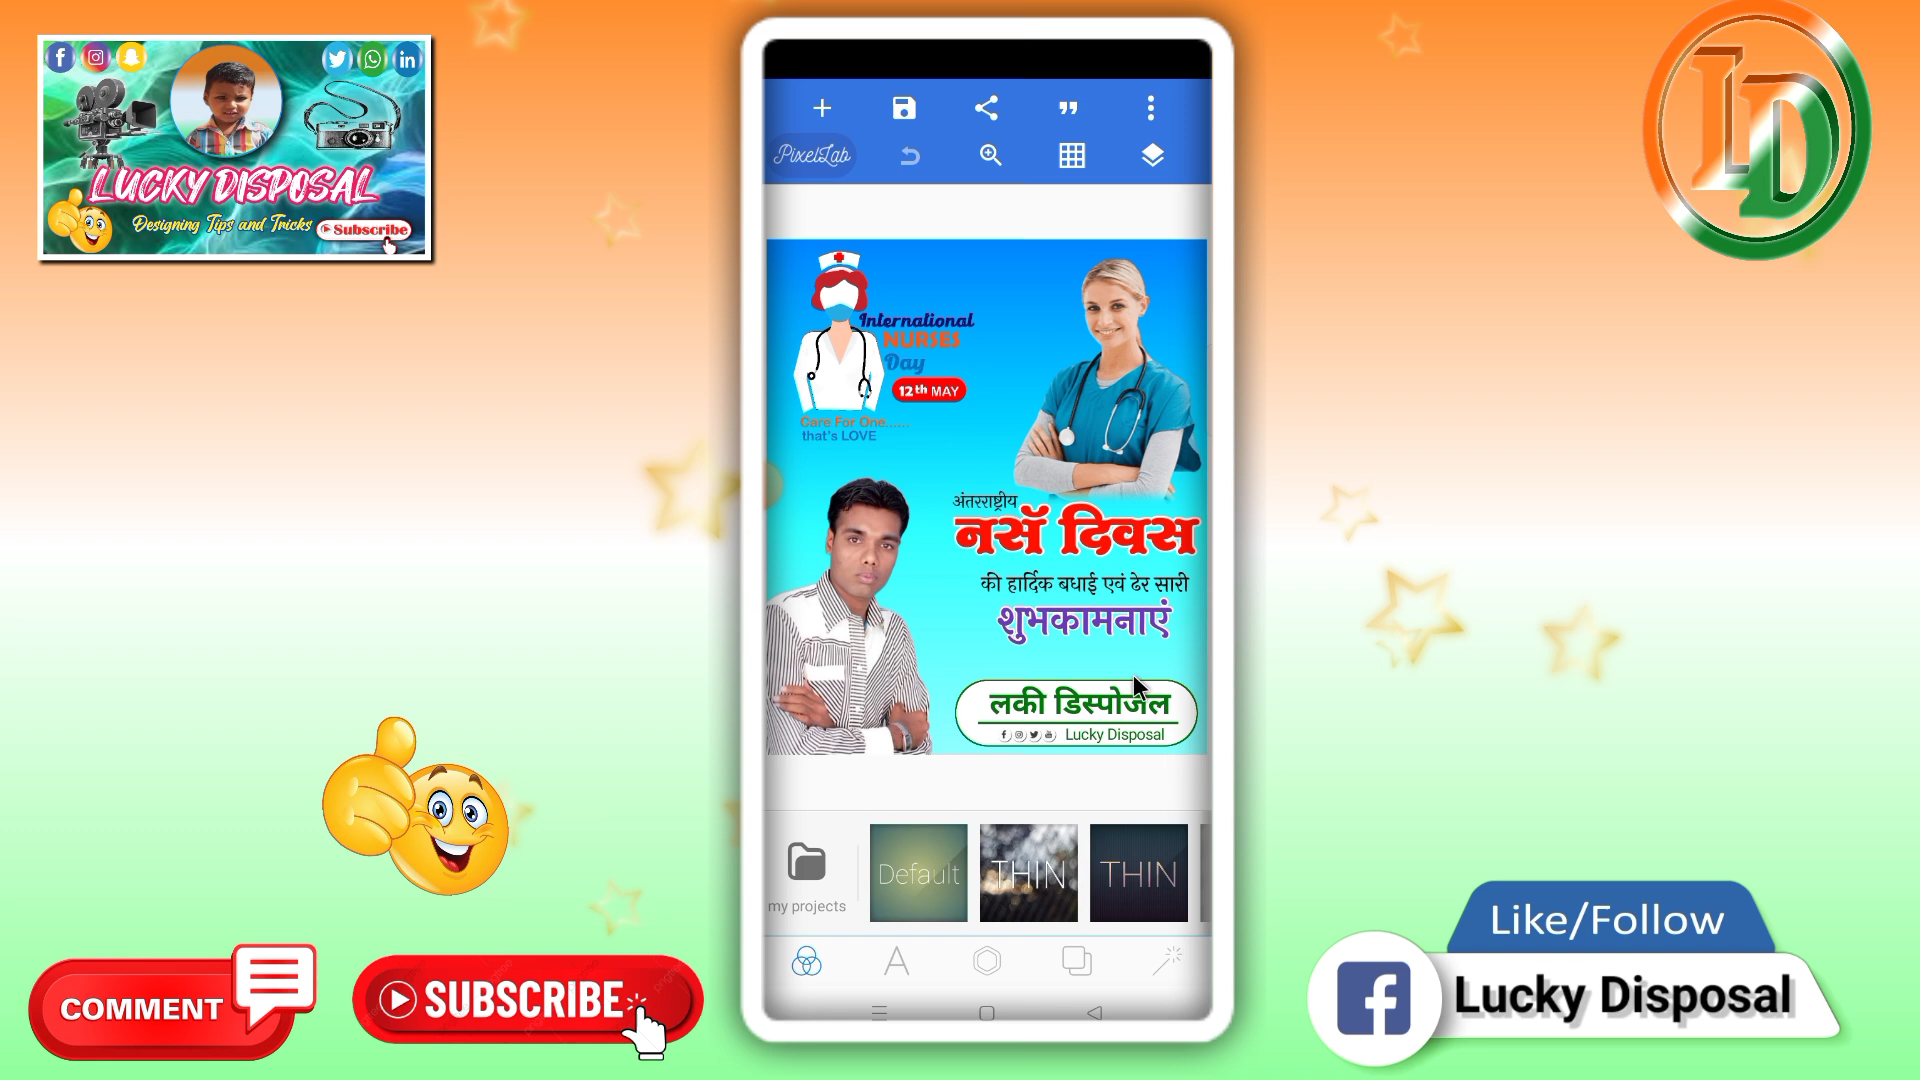 LUCKY DISPOSAL
Designing Tips and Tricks
Subscribe
LD
PixelLab
International
NURSES
Day
12th MAY
Care For One......
that's LOVE
अंतरराष्ट्रीय
नर्सॅ दिवस
की हार्दिक बधाई एवं ढेर सारी
शुभकामनाएं
लकी डिस्पोजल
Lucky Disposal
my projects
Default
THIN
THIN
COMMENT
SUBSCRIBE
Like/Follow
Lucky Disposal